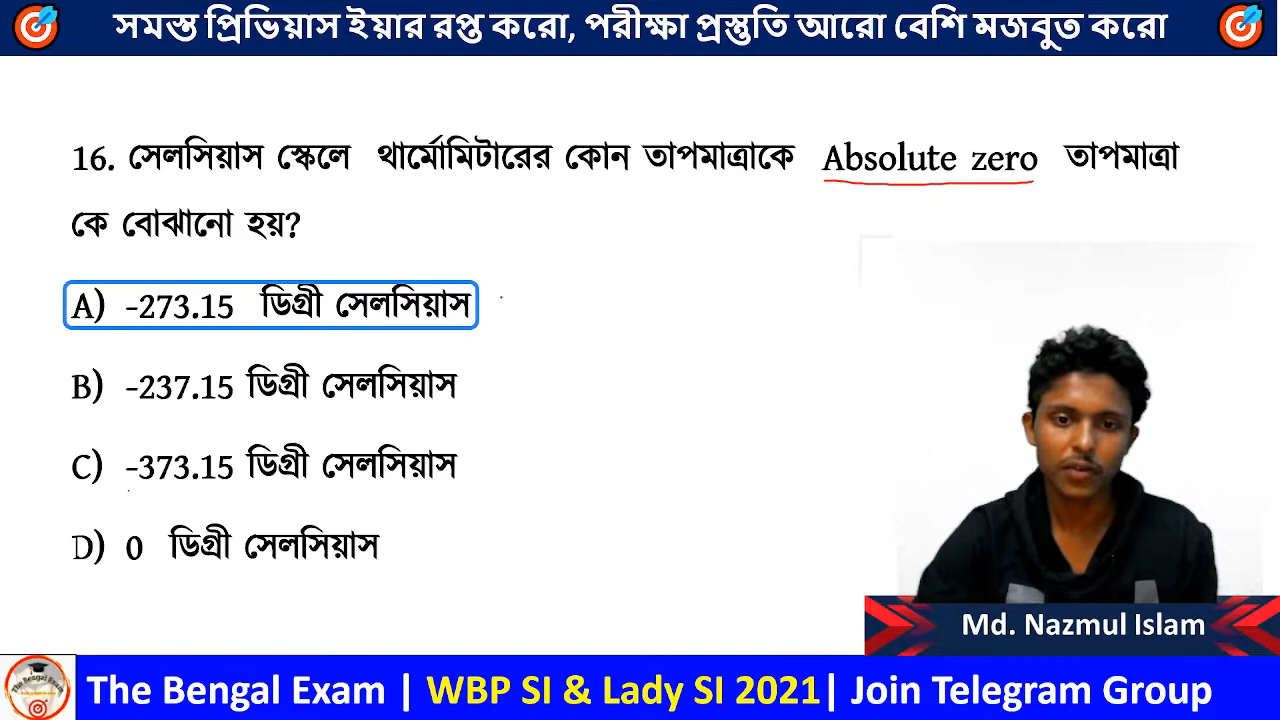 সমস্ত প্রিভিয়াস ইয়ার রপ্ত করো, পরীক্ষা প্রস্তুতি আরো বেশি মজবুত করো
16. সেলসিয়াস স্কেলে থার্মোমিটারের কোন তাপমাত্রাকে Absolute zero তাপমাত্রা
কে বোঝানো হয়?
A) -273.15 ডিগ্রী সেলসিয়াস
B) -237.15 ডিগ্রী সেলসিয়াস
C) -373.15 ডিগ্রী সেলসিয়াস
D) 0 ডিগ্রী সেলসিয়াস
Md. Nazmul Islam
The Bengal Exam | WBP SI & Lady SI 2021| Join Telegram Group